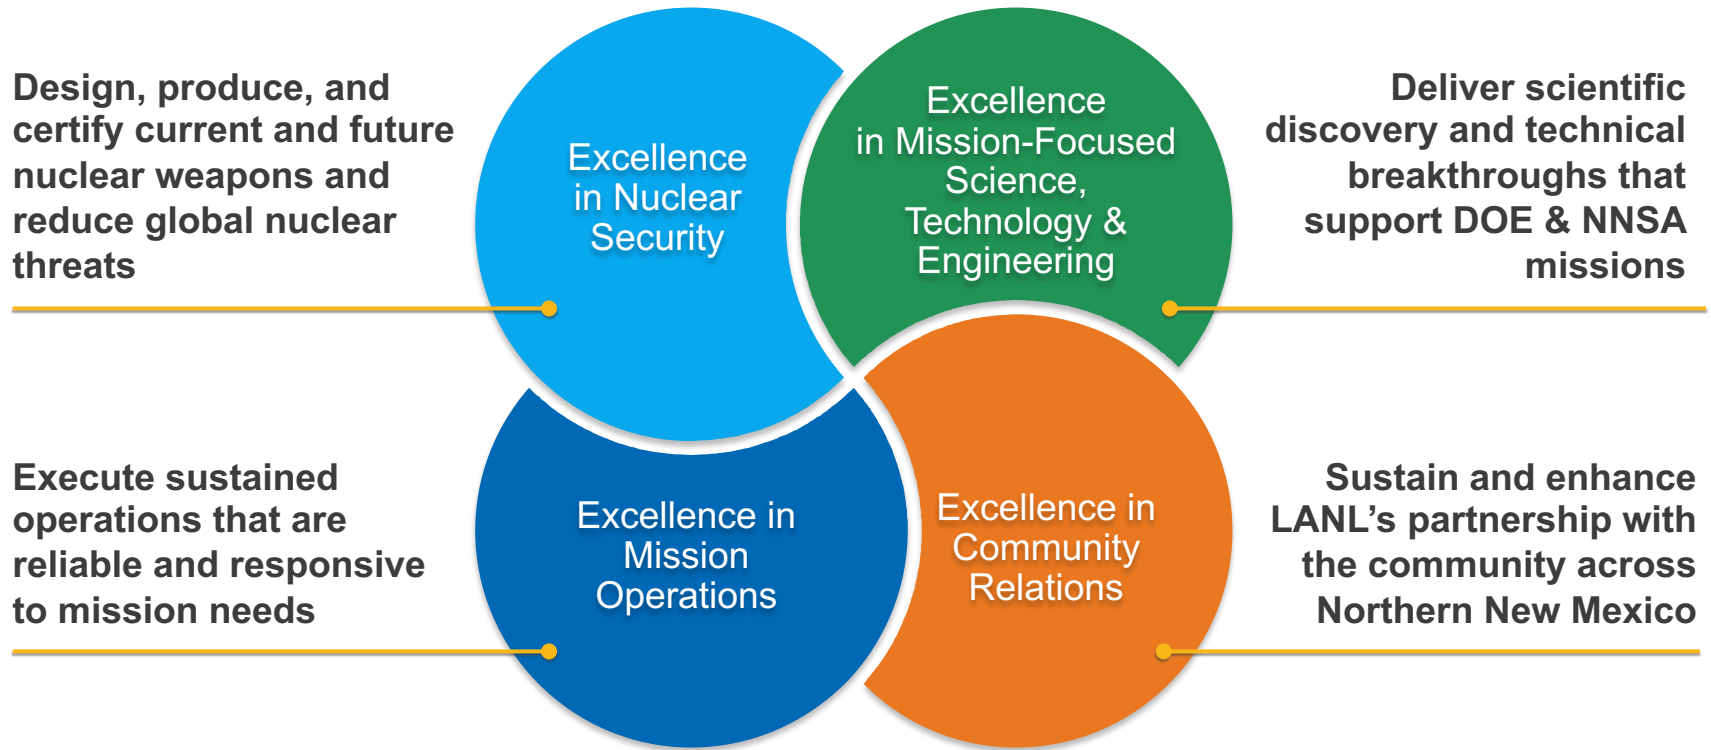 Design, produce, and
certify current and future
nuclear weapons and
reduce global nuclear
threats
Excellence
in Nuclear
Security
Excellence
in Mission-Focused
Science,
Technology &
Engineering
Deliver scientific
discovery and technical
breakthroughs that
support DOE & NNSA
missions
Execute sustained
operations that are
reliable and responsive
to mission needs
Excellence in
Mission
Operations
Excellence in
Community
Relations
Sustain and enhance
LANL’s partnership with
the community across
Northern New Mexico